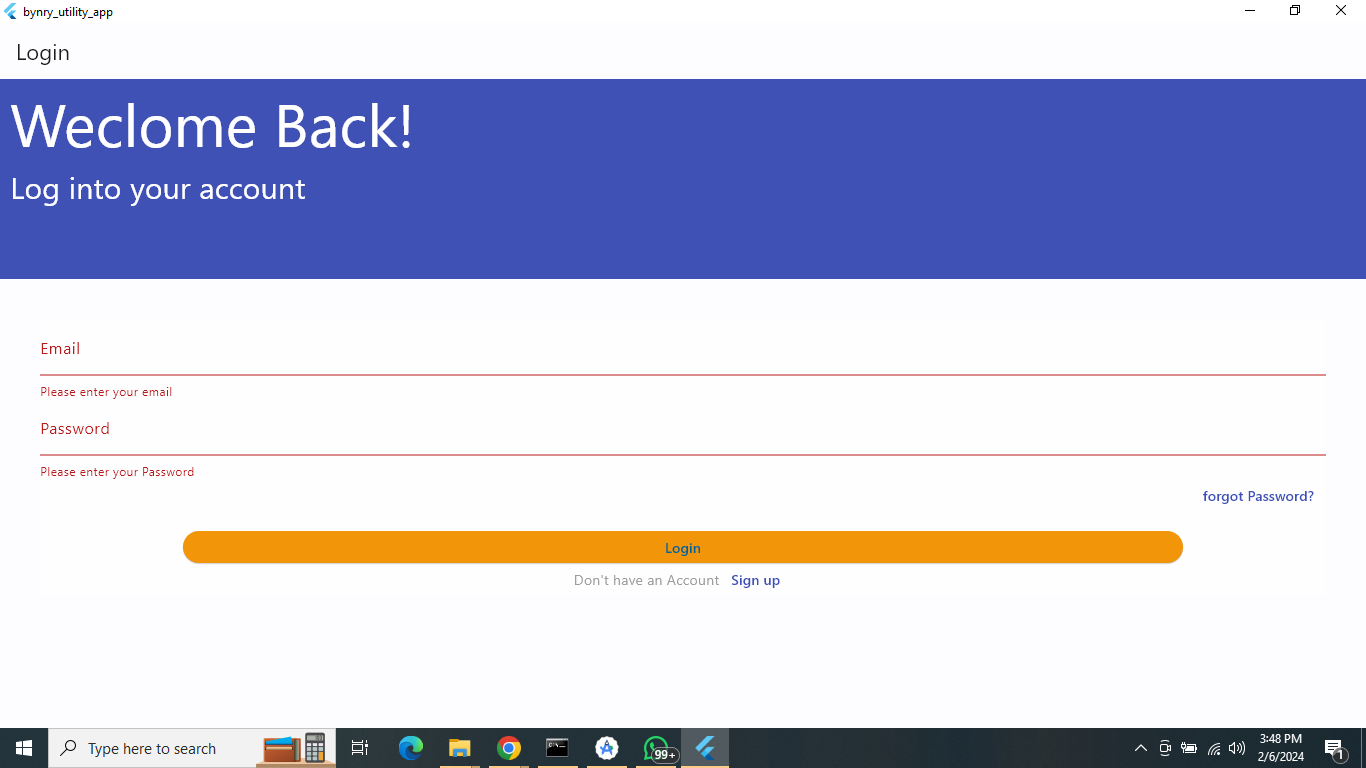 bynry_utility_app
Login
Weclome Back!
Log into your account
Email
Please enter your email
Password
Please enter your Password
forgot Password?
Login
Don't have an Account Sign up
Type here to search
99+
3:48 PM
2/6/2024
1